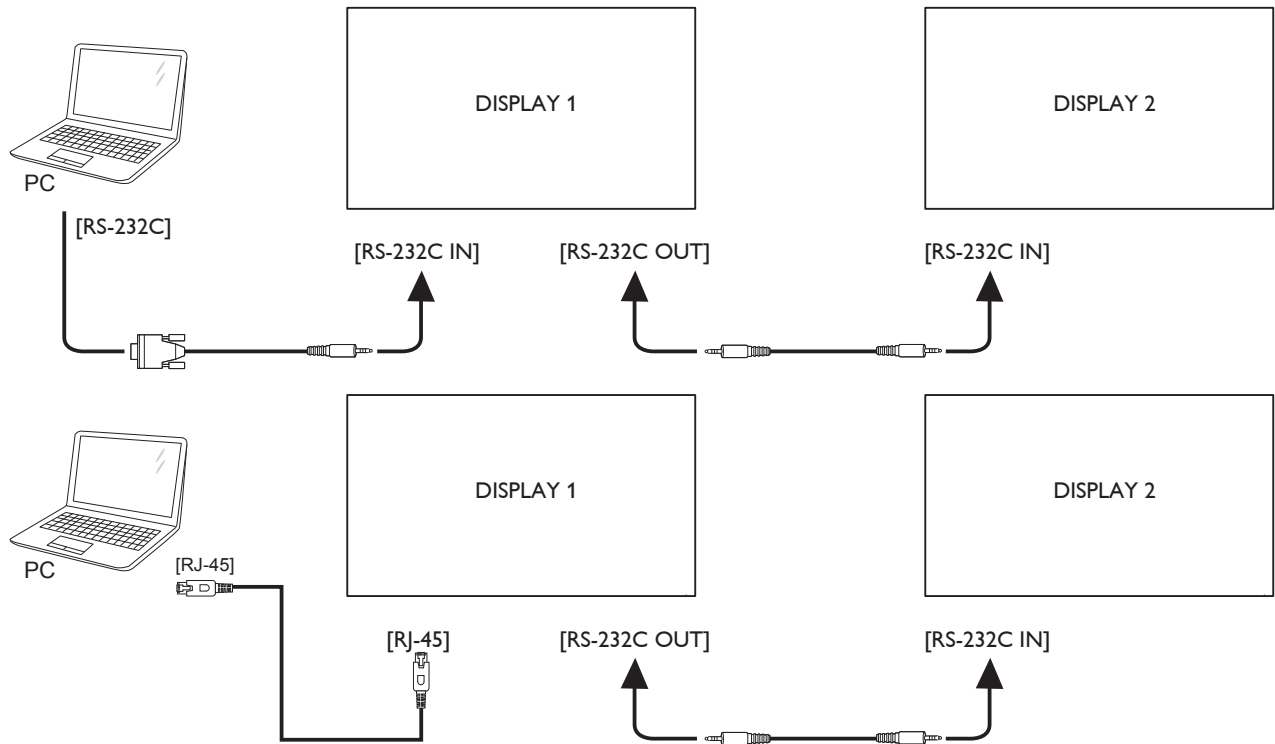 DISPLAY 1
DISPLAY 2
PC
[RS-232C]
[RS-232C IN]
[RS-232C OUT]
[RS-232C IN]
DISPLAY 1
DISPLAY 2
PC
[RJ-45]
[RJ-45]
[RS-232C OUT]
[RS-232C IN]